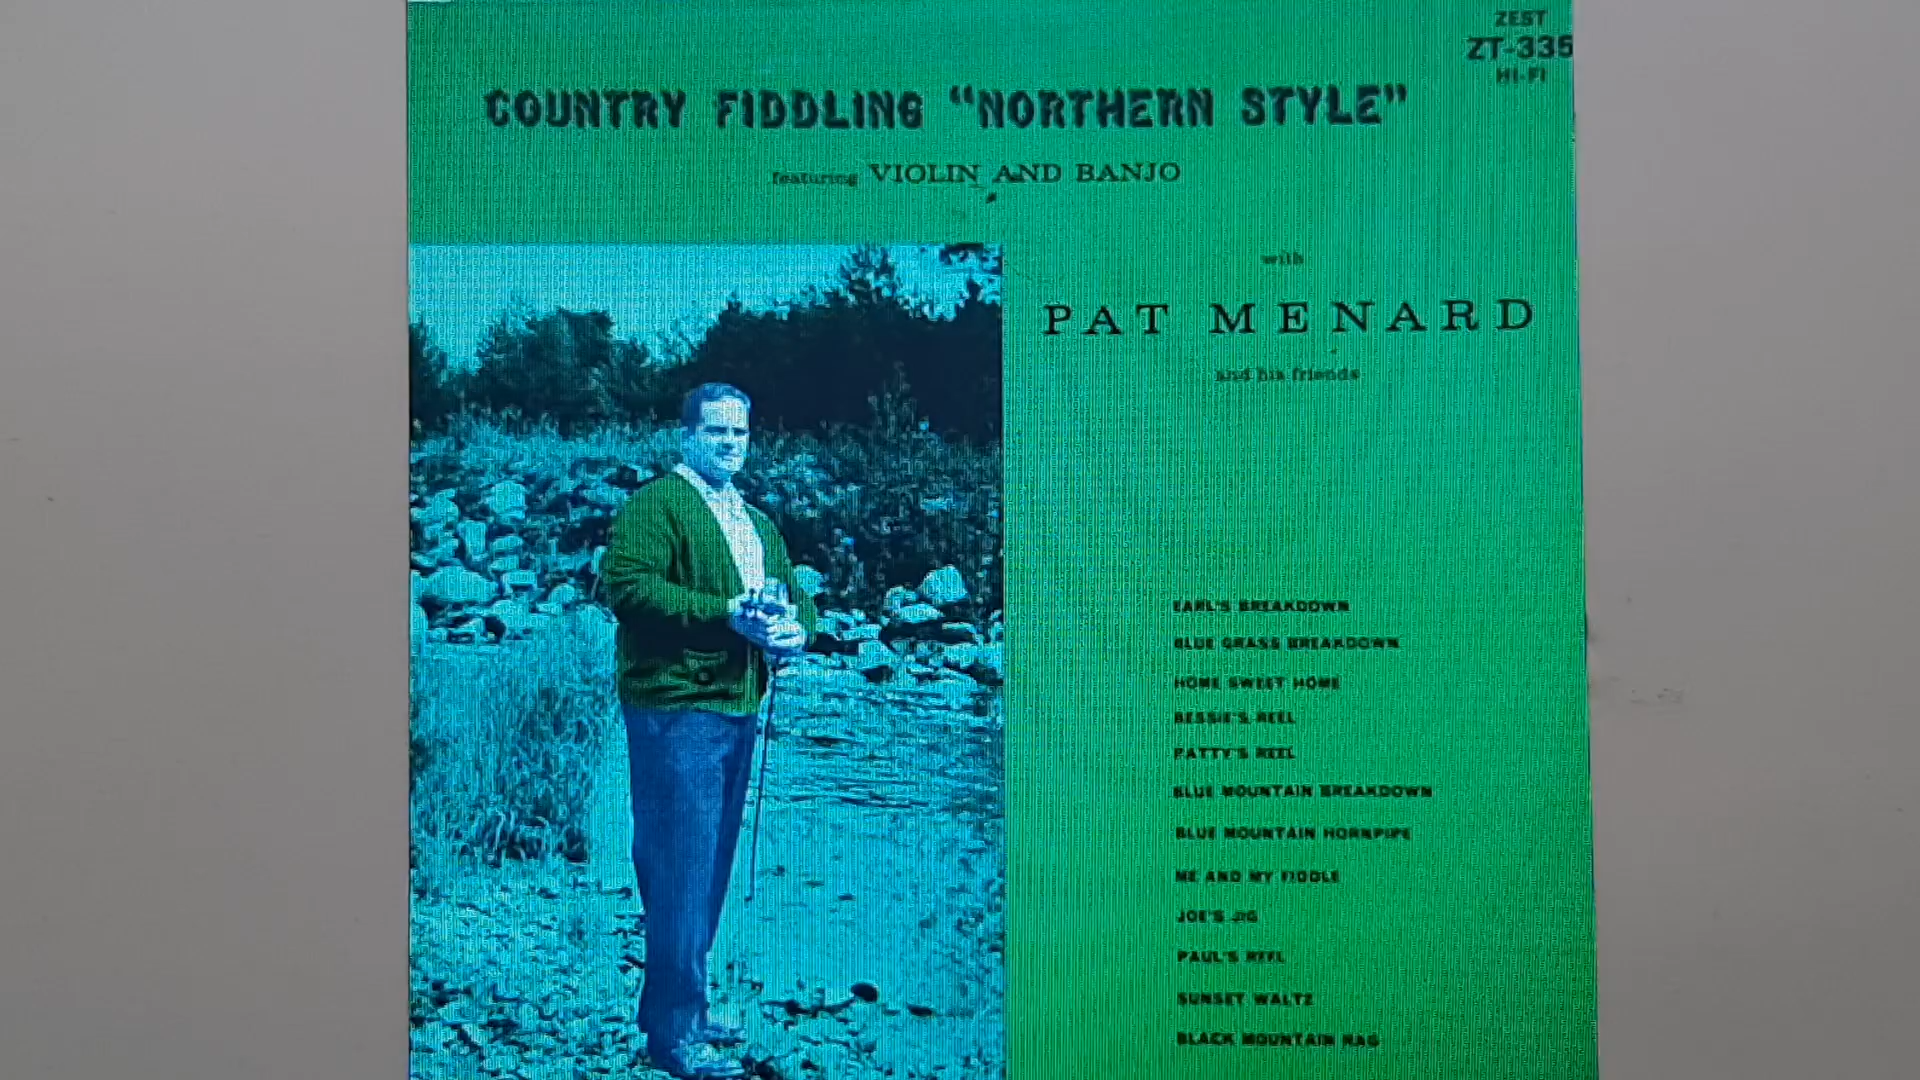 ZEST
ZT-335
HI-FI
COUNTRY FIDDLING "NORTHERN STYLE"
featuring VIOLIN AND BANJO
with
PAT MENARD
and his friends
EARL'S BREAKDOWN
BLUE GRASS BREAKDOWN
HOME SWEET HOME
BESSIE'S REEL
PATTY'S REEL
BLUE MOUNTAIN BREAKDOWN
BLUE MOUNTAIN HORNPIPE
ME AND MY FIDDLE
JOE'S JIG
PAUL'S REEL
SUNSET WALTZ
BLACK MOUNTAIN RAG